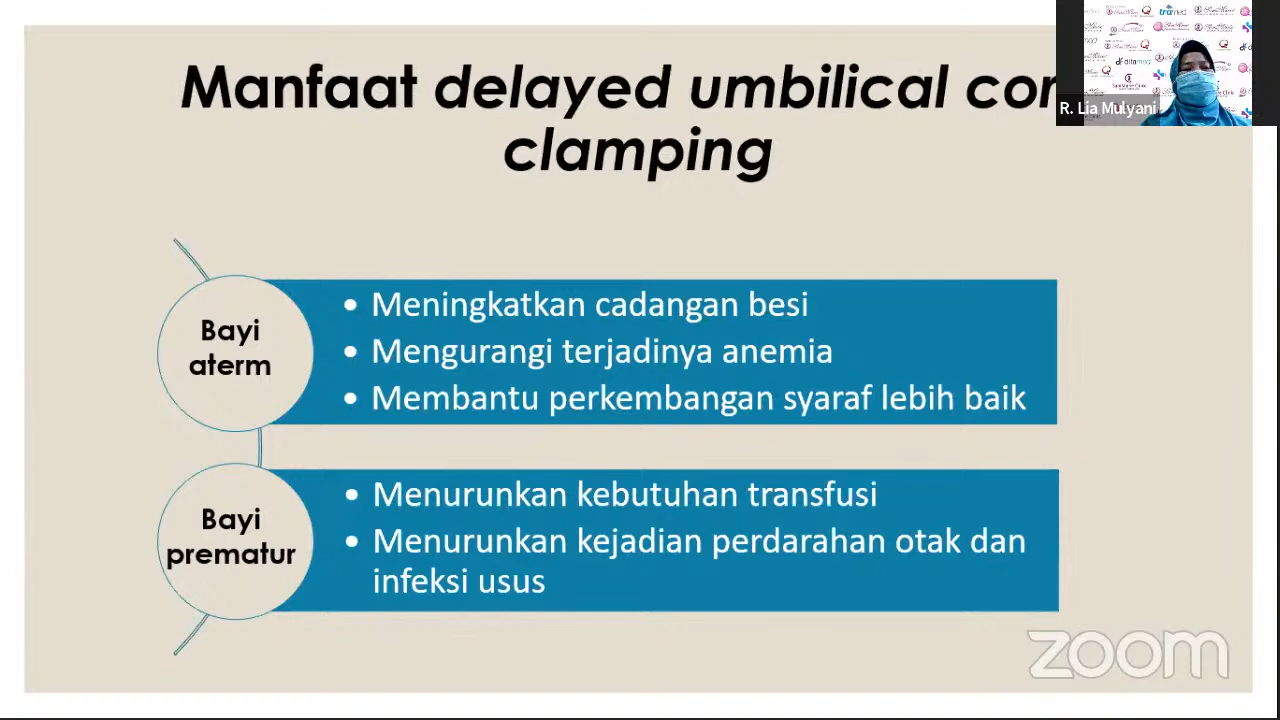 Manfaat delayed umbilical cor
clamping
R. Lia Mulyani
Bayi
aterm
• Meningkatkan cadangan besi
• Mengurangi terjadinya anemia
• Membantu perkembangan syaraf lebih baik
Bayi
prematur
• Menurunkan kebutuhan transfusi
• Menurunkan kejadian perdarahan otak dan
infeksi usus
zoom